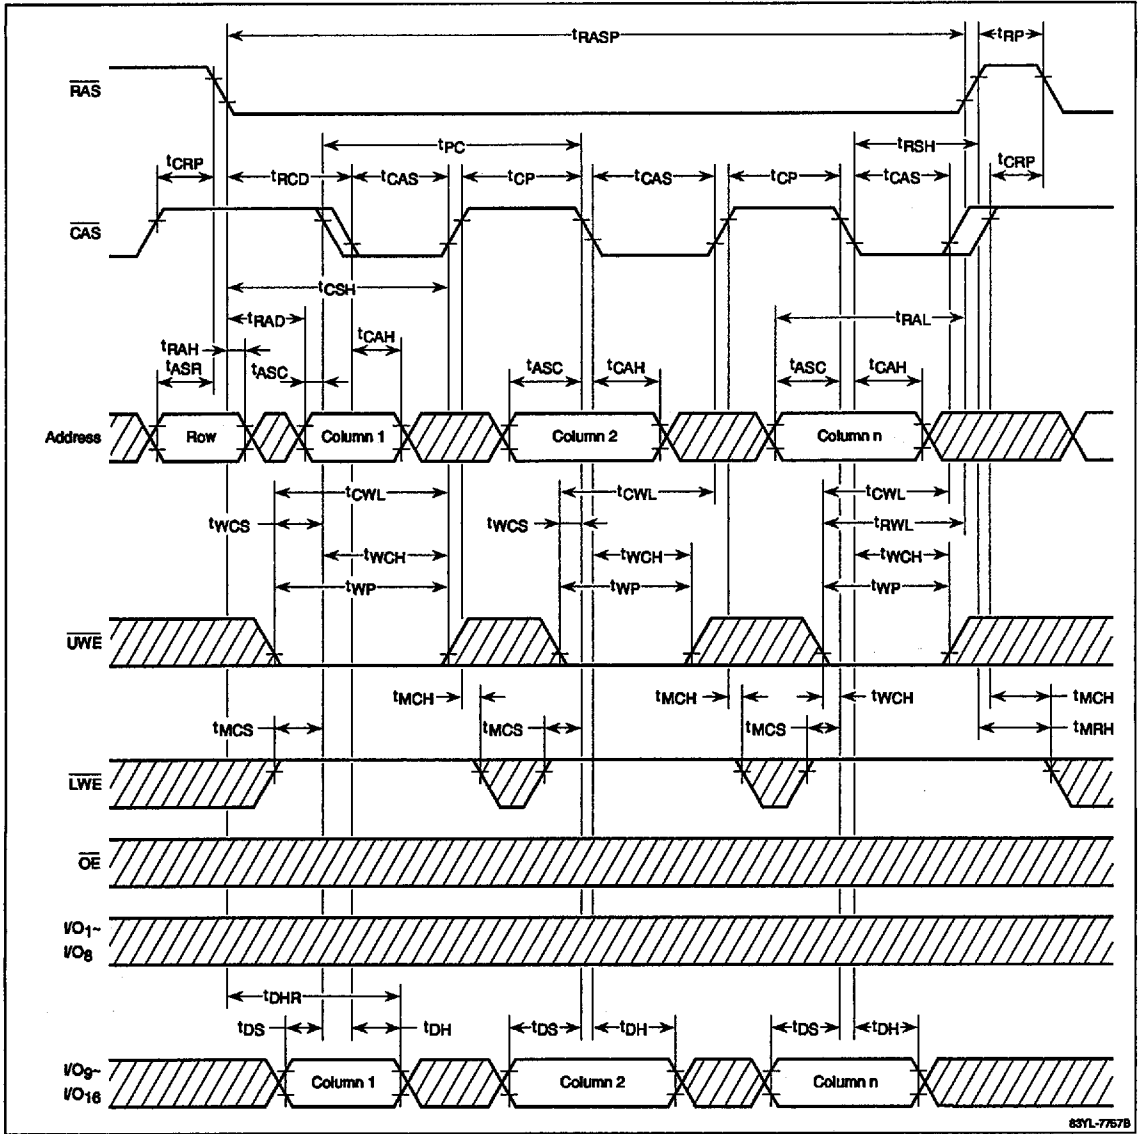 tRASP tRP
RAS
tPC tRSH
tCRP tRCD tCAS tCP tCAS tCP tCAS tCRP
CAS
tCSH
tRAD tRAL
tRAH tCAH
tASR tASC tASC tCAH tASC tCAH
Address Row Column 1 Column 2 Column n
tCWL tCWL tCWL
tWCS tWCS tRWL
tWCH tWCH tWCH
tWP tWP tWP
UWE
tMCH tMCH tWCH tMCH
tMCS tMCS tMCS tMRH
LWE
OE
I/O1~
I/O8
tDHR
tDS tDH tDS tDH tDS tDH
I/O9~ Column 1 Column 2 Column n
I/O16
83YL-7757B